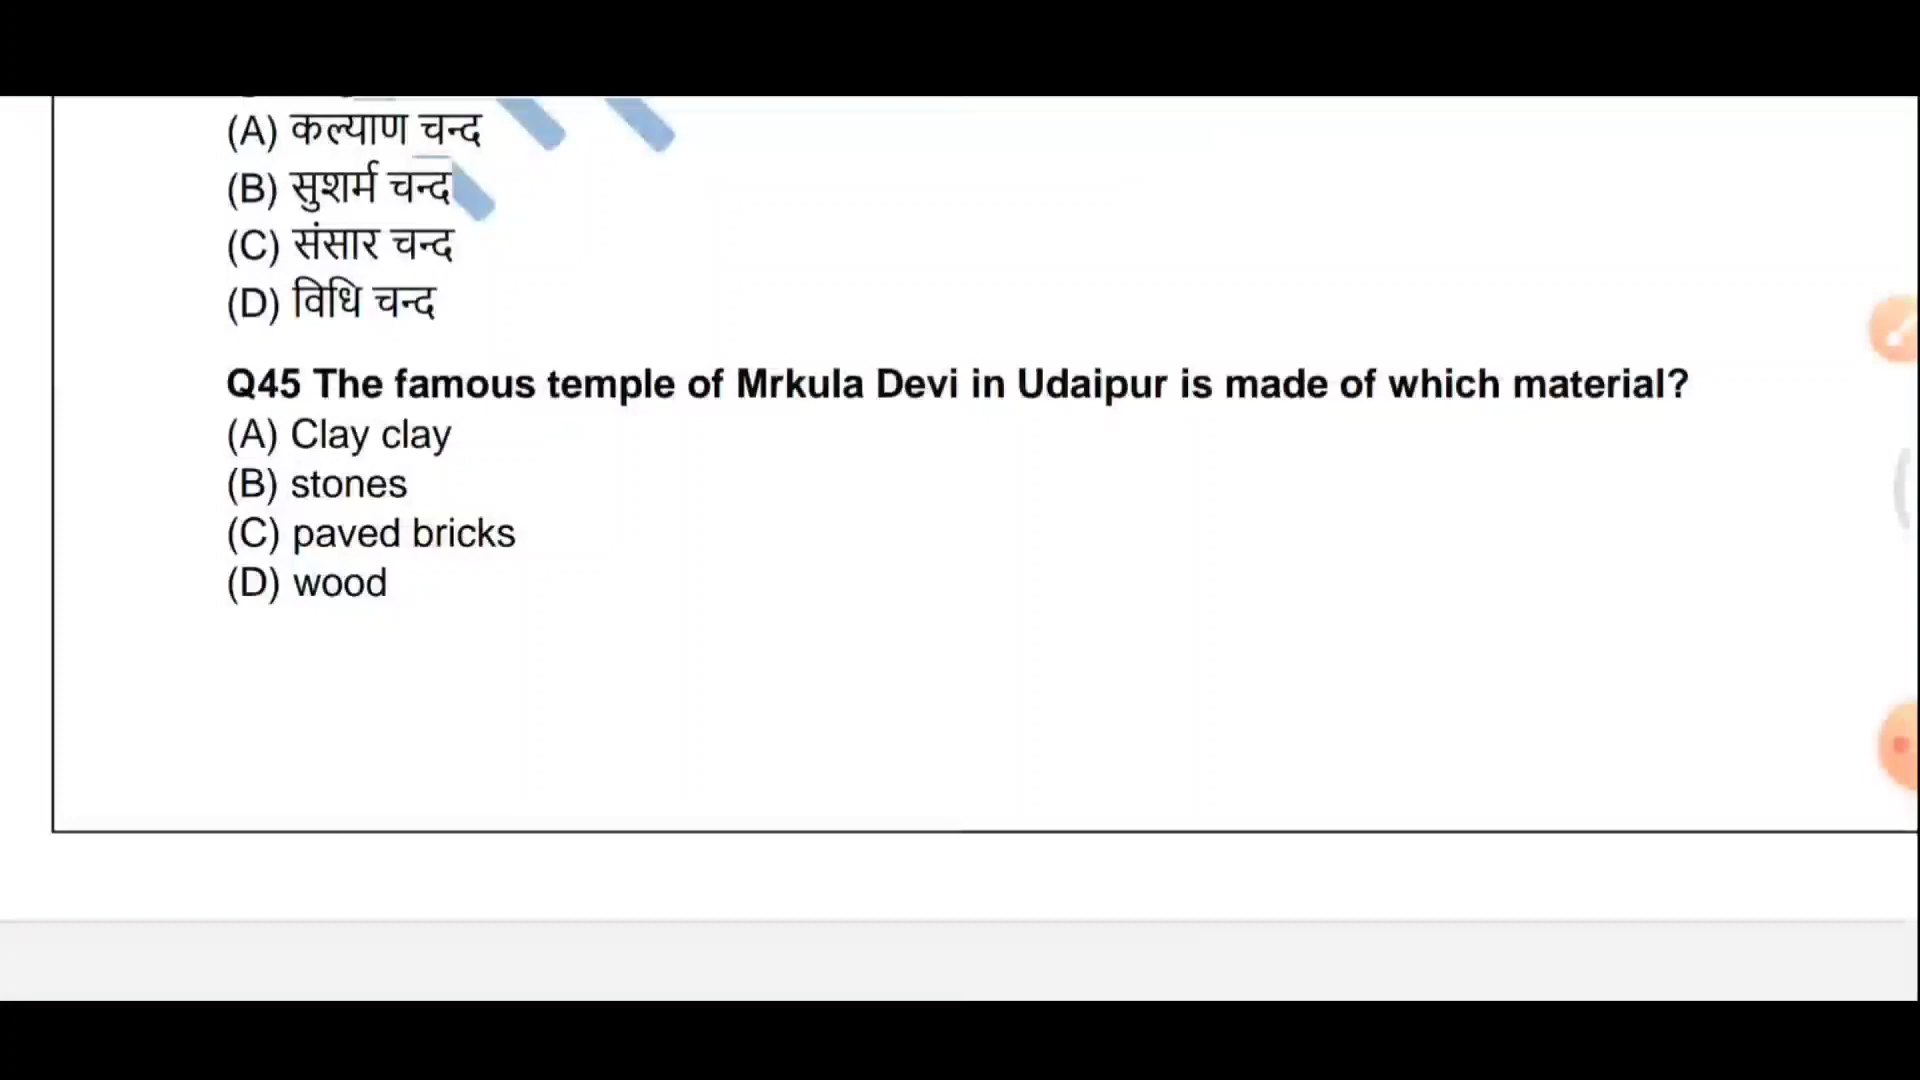 (A) कल्याण चन्द
(B) सुशर्म चन्द
(C) संसार चन्द
(D) विधि चन्द
Q45 The famous temple of Mrkula Devi in Udaipur is made of which material?
(A) Clay clay
(B) stones
(C) paved bricks
(D) wood